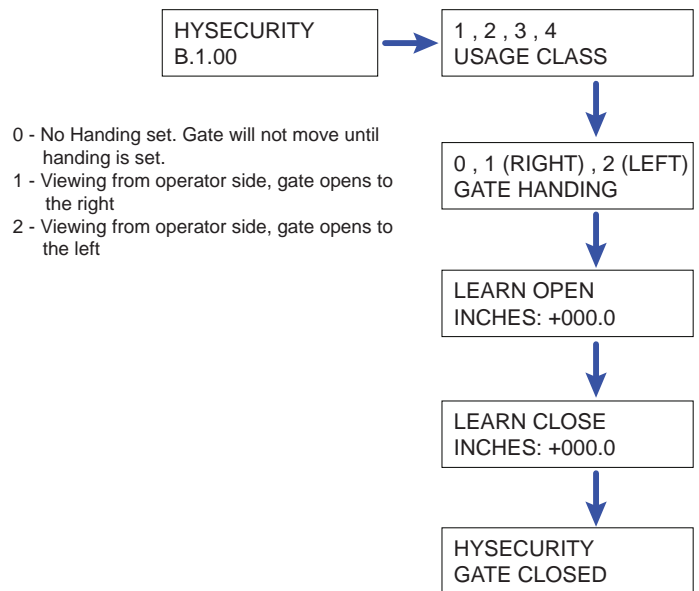 HYSECURITY
B.1.00
1 , 2 , 3 , 4
USAGE CLASS
0 - No Handing set. Gate will not move until
handing is set.
1 - Viewing from operator side, gate opens to
the right
2 - Viewing from operator side, gate opens to
the left
0 , 1 (RIGHT) , 2 (LEFT)
GATE HANDING
LEARN OPEN
INCHES: +000.0
LEARN CLOSE
INCHES: +000.0
HYSECURITY
GATE CLOSED